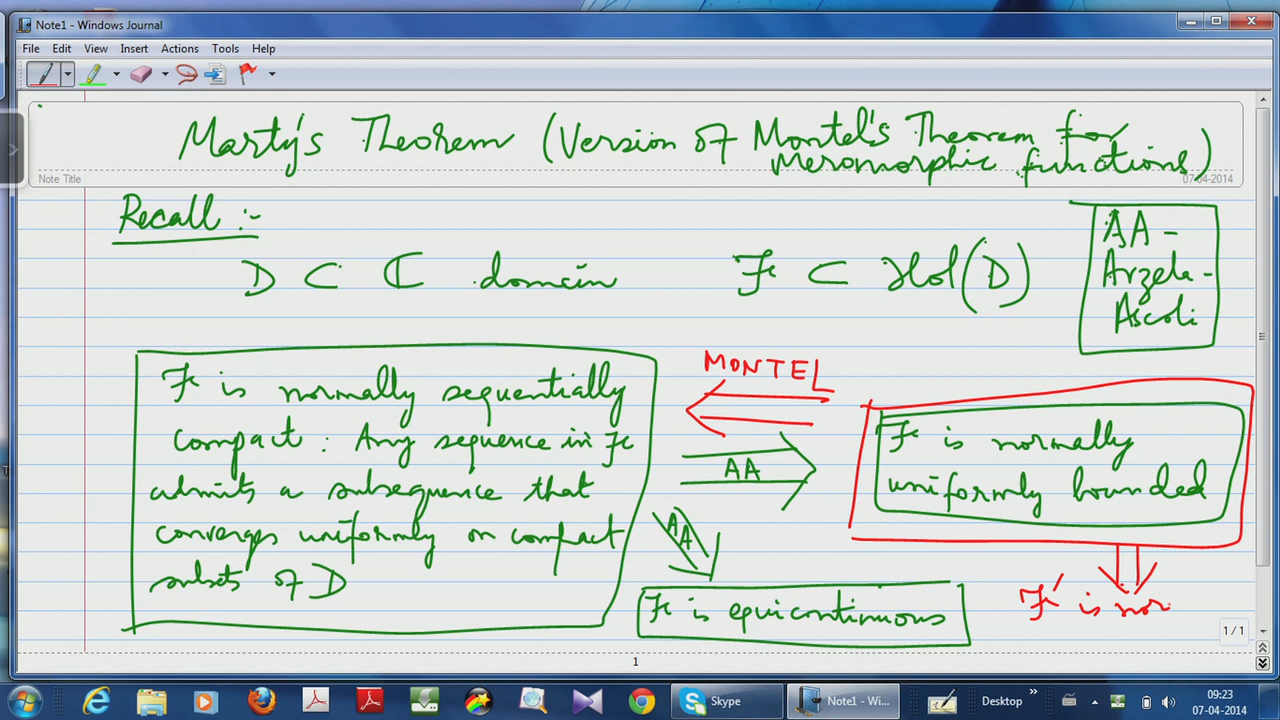 Note1 - Windows Journal
File Edit View Insert Actions Tools Help
Marty's Theorem (Version of Montel's Theorem for
Meromorphic functions)
Note Title
07-04-2014
Recall :-
D ⊂ ℂ domain ℱ ⊂ Hol(D)
AA -
Arzela-
Ascoli
ℱ is normally sequentially
compact : Any sequence in ℱ
admits a subsequence that
converges uniformly on compact
subsets of D
MONTEL
AA
AA
ℱ is normally
uniformly bounded
ℱ is equicontinuous
ℱ' is nor
1 / 1
1
Skype
Note1 - Wi...
Desktop
09:23
07-04-2014